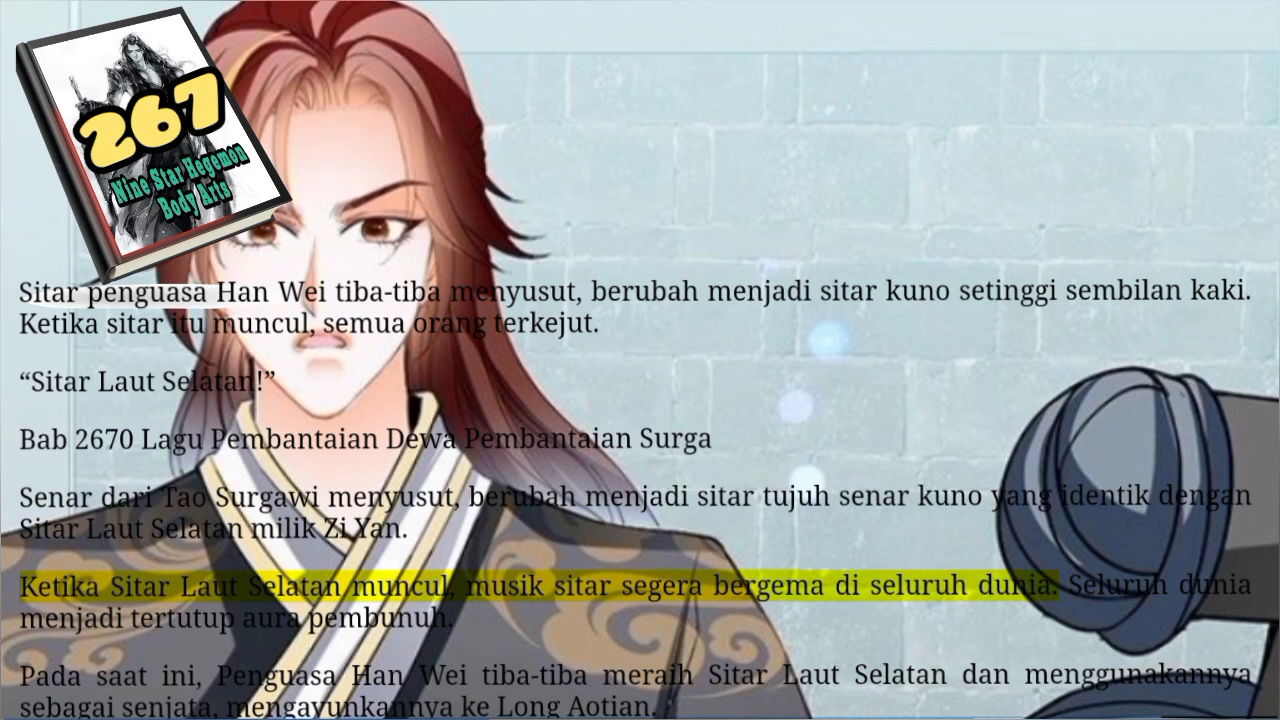 267
Nine Star Hegemon
Body Arts
Sitar penguasa Han Wei tiba-tiba menyusut, berubah menjadi sitar kuno setinggi sembilan kaki.
Ketika sitar itu muncul, semua orang terkejut.
“Sitar Laut Selatan!”
Bab 2670 Lagu Pembantaian Dewa Pembantaian Surga
Senar dari Tao Surgawi menyusut, berubah menjadi sitar tujuh senar kuno yang identik dengan
Sitar Laut Selatan milik Zi Yan.
Ketika Sitar Laut Selatan muncul, musik sitar segera bergema di seluruh dunia. Seluruh dunia
menjadi tertutup aura pembunuh.
Pada saat ini, Penguasa Han Wei tiba-tiba meraih Sitar Laut Selatan dan menggunakannya
sebagai senjata, mengayunkannya ke Long Aotian.